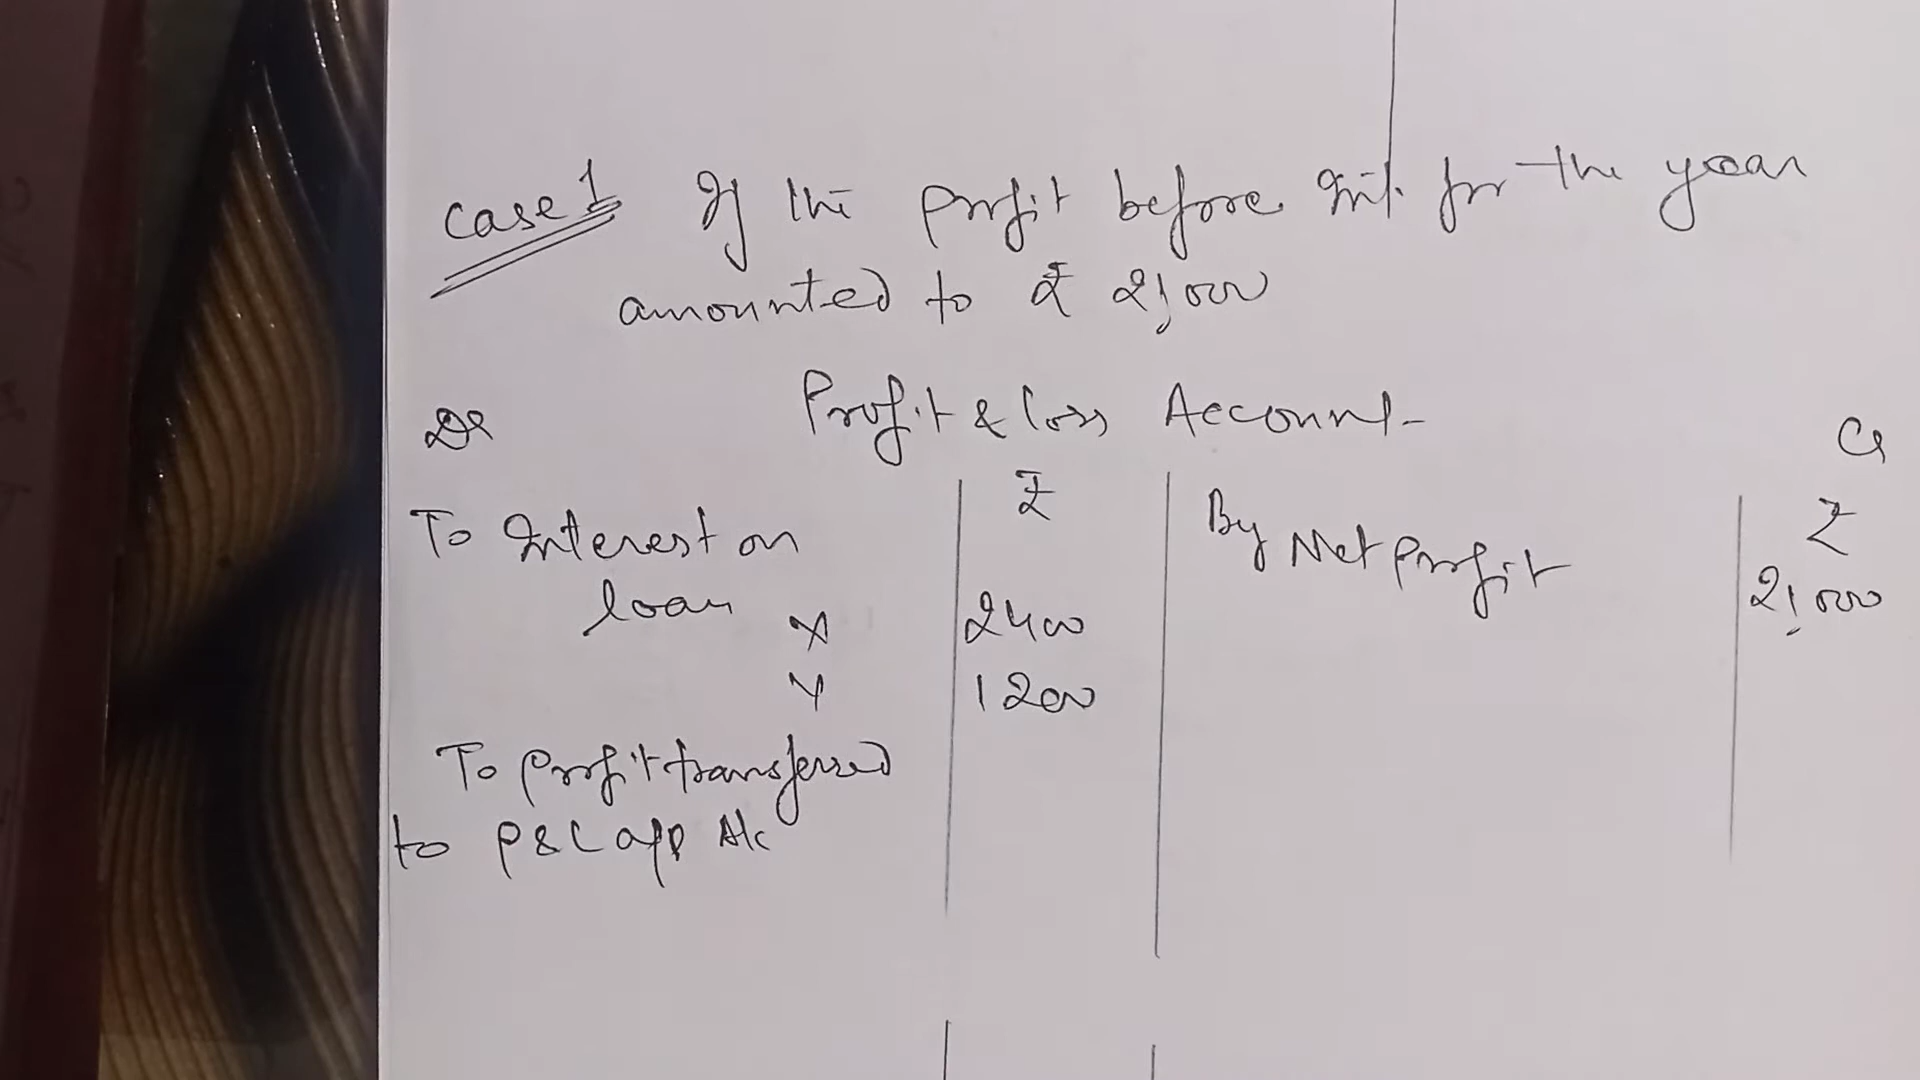 Case 1 If the profit before Int. for the year
amounted to ₹ 21,000
Profit & Loss Account
Dr Cr
₹ ₹
To Interest on By Net Profit
loan 21,000
X 2400
Y 1200
To Profit transferred
to P&L app A/c